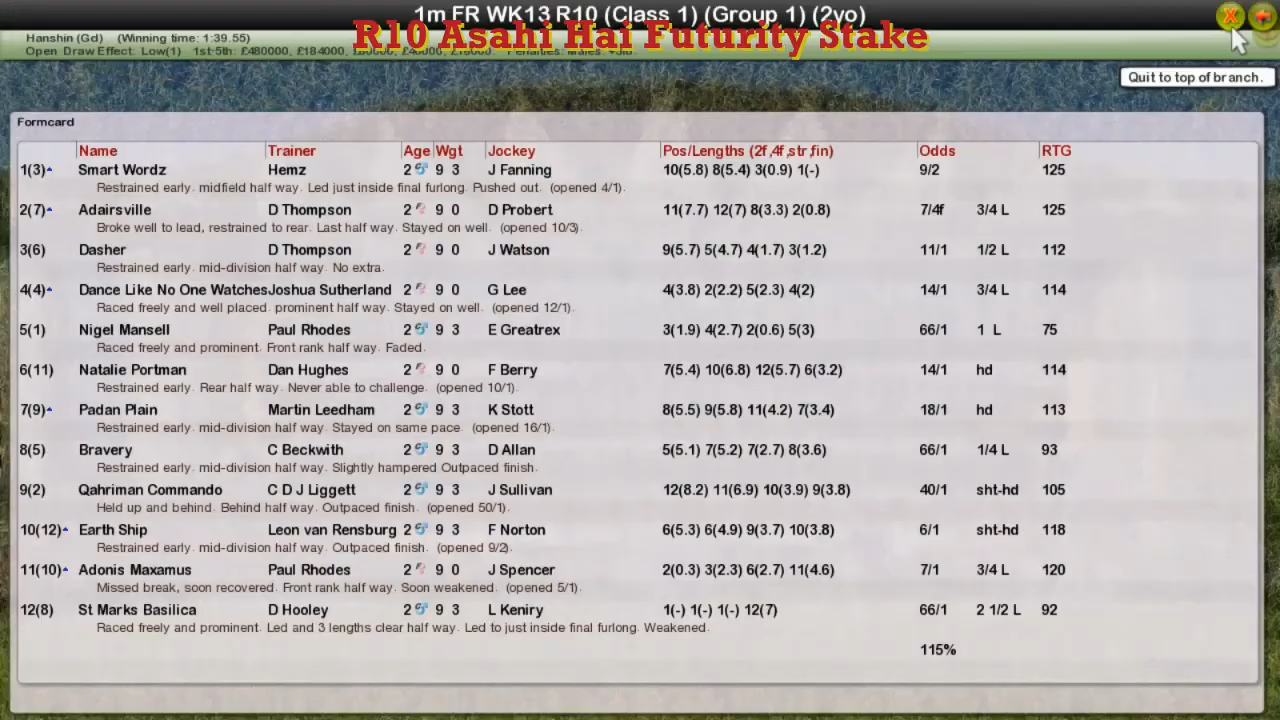 1m FR WK13 R10 (Class 1) (Group 1) (2yo)
Hanshin (Gd) (Winning time: 1:39.55)
R10 Asahi Hai Futurity Stake
Open Draw Effect. Low(1) 1st-5th: £480000, £184000,
Quit to top of branch.
Formcard
Name Trainer Age Wgt Jockey Pos/Lengths (2f,4f,str,fin) Odds RTG
1(3) Smart Wordz Hemz 2 9 3 J Fanning 10(5.8) 8(5.4) 3(0.9) 1(-) 9/2 125
Restrained early. midfield half way. Led just inside final furlong. Pushed out. (opened 4/1).
2(7) Adairsville D Thompson 2 9 0 D Probert 11(7.7) 12(7) 8(3.3) 2(0.8) 7/4f 3/4 L 125
Broke well to lead, restrained to rear. Last half way. Stayed on well. (opened 10/3).
3(6) Dasher D Thompson 2 9 0 J Watson 9(5.7) 5(4.7) 4(1.7) 3(1.2) 11/1 1/2 L 112
Restrained early. mid-division half way. No extra.
4(4) Dance Like No One Watches Joshua Sutherland 2 9 0 G Lee 4(3.8) 2(2.2) 5(2.3) 4(2) 14/1 3/4 L 114
Raced freely and well placed. prominent half way. Stayed on well. (opened 12/1).
5(1) Nigel Mansell Paul Rhodes 2 9 3 E Greatrex 3(1.9) 4(2.7) 2(0.6) 5(3) 66/1 1 L 75
Raced freely and prominent. Front rank half way. Faded.
6(11) Natalie Portman Dan Hughes 2 9 0 F Berry 7(5.4) 10(6.8) 12(5.7) 6(3.2) 14/1 hd 114
Restrained early. Rear half way. Never able to challenge. (opened 10/1).
7(9) Padan Plain Martin Leedham 2 9 3 K Stott 8(5.5) 9(5.8) 11(4.2) 7(3.4) 18/1 hd 113
Restrained early. mid-division half way. Stayed on same pace. (opened 16/1).
8(5) Bravery C Beckwith 2 9 3 D Allan 5(5.1) 7(5.2) 7(2.7) 8(3.6) 66/1 1/4 L 93
Restrained early. mid-division half way. Slightly hampered Outpaced finish.
9(2) Qahriman Commando C D J Liggett 2 9 3 J Sullivan 12(8.2) 11(6.9) 10(3.9) 9(3.8) 40/1 sht-hd 105
Held up and behind. Behind half way. Outpaced finish. (opened 50/1).
10(12) Earth Ship Leon van Rensburg 2 9 3 F Norton 6(5.3) 6(4.9) 9(3.7) 10(3.8) 6/1 sht-hd 118
Restrained early. mid-division half way. Outpaced finish. (opened 9/2).
11(10) Adonis Maxamus Paul Rhodes 2 9 0 J Spencer 2(0.3) 3(2.3) 6(2.7) 11(4.6) 7/1 3/4 L 120
Missed break, soon recovered. Front rank half way. Soon weakened. (opened 5/1).
12(8) St Marks Basilica D Hooley 2 9 3 L Keniry 1(-) 1(-) 1(-) 12(7) 66/1 2 1/2 L 92
Raced freely and prominent. Led and 3 lengths clear half way. Led to just inside final furlong. Weakened.
115%